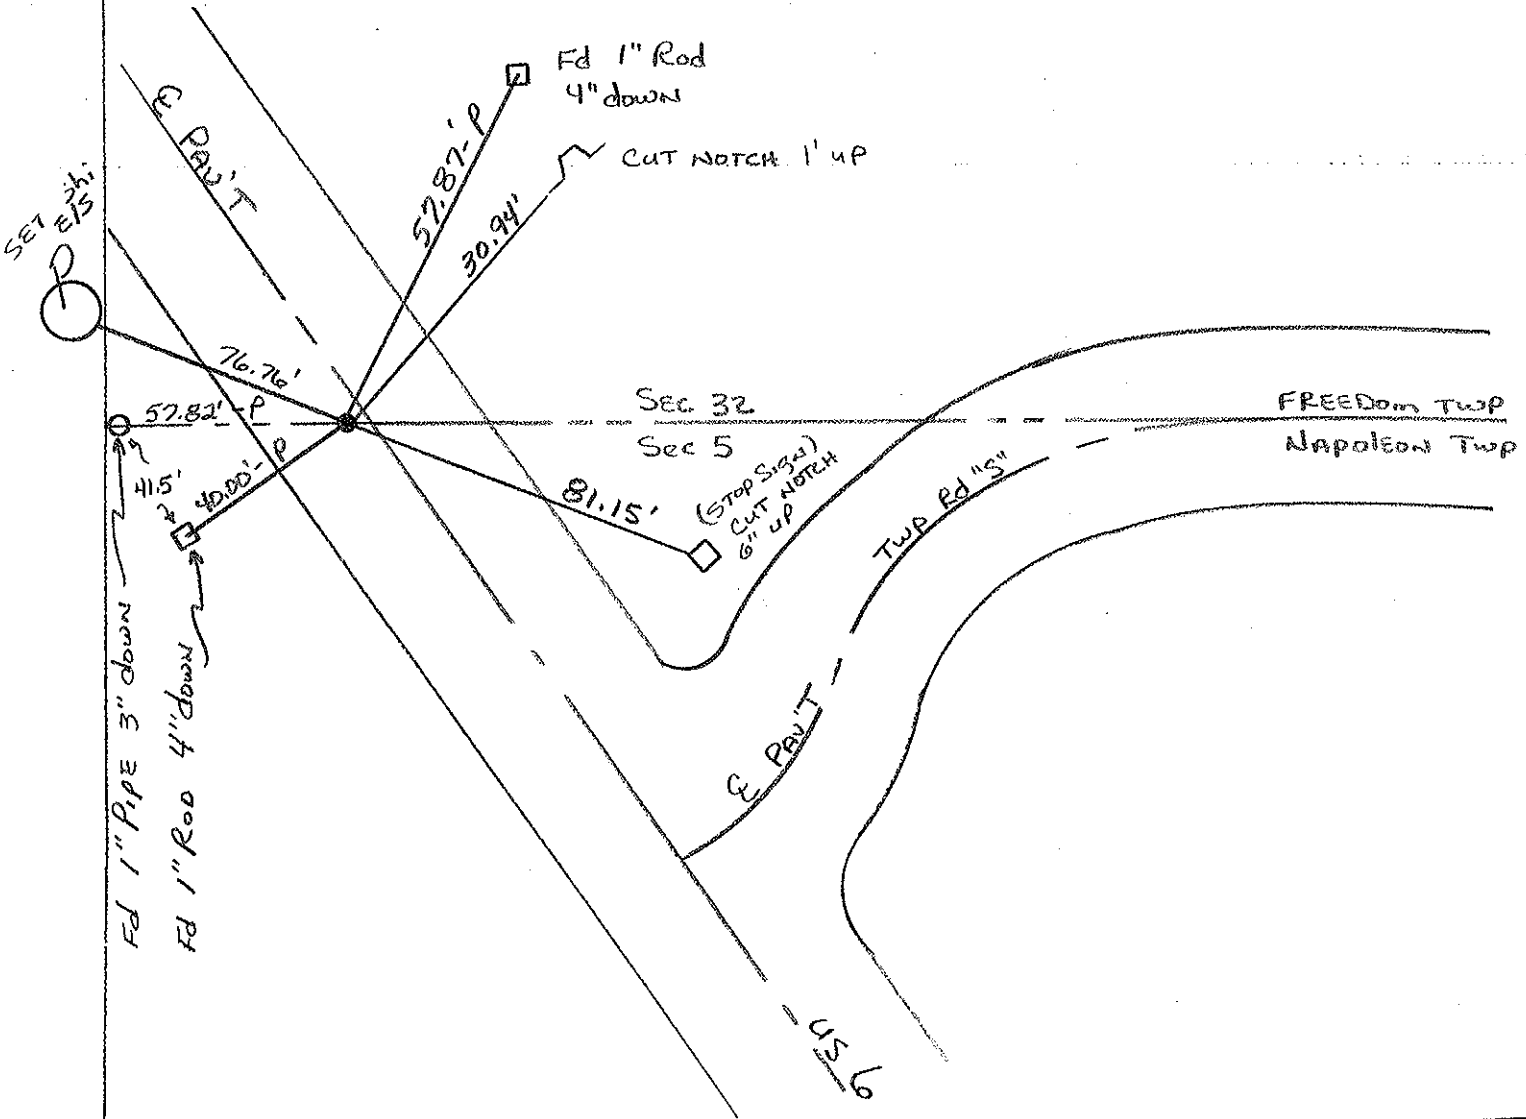 Fd 1" Rod
4" down
CUT NOTCH 1' UP
℄ PAV'T
57.87'-P
30.94'
SET Shi
E/S
76.76'
57.82'-P
41.5'
40.00'-P
Sec 32
Sec 5
FREEDom TWP
NAPOLEON TWP
81.15'
(STOP SIGN)
CUT NOTCH
6" UP
TWP Rd "S"
℄ PAV'T
Fd 1" PIPE 3" down
Fd 1" ROD 4" down
US 6